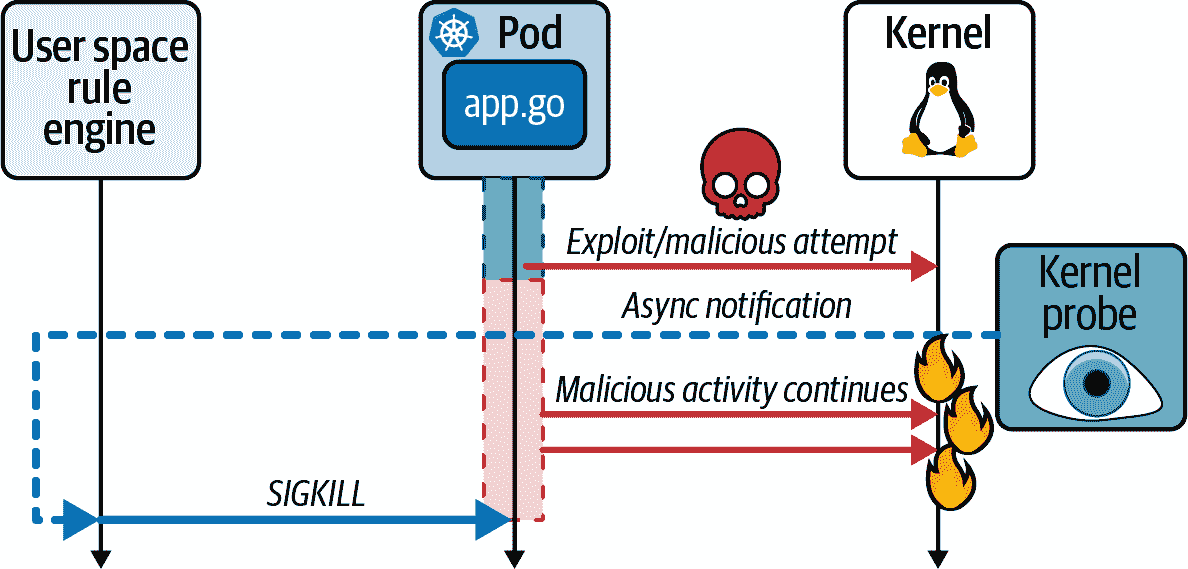 User space
rule
engine
Pod
app.go
Kernel
Exploit/malicious attempt
Kernel
probe
Async notification
Malicious activity continues
SIGKILL